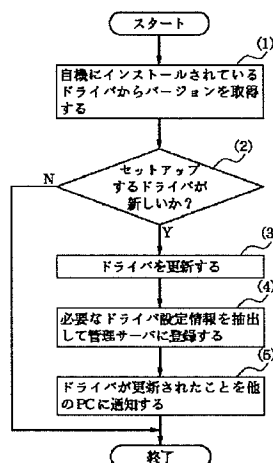 スタート
(1)
自機にインストールされている
ドライバからバージョンを取得
する
(2)
セットアップ
するドライバが
新しいか?
N
Y
(3)
ドライバを更新する
(4)
必要なドライバ設定情報を抽出
して管理サーバに登録する
(5)
ドライバが更新されたことを他
のPCに通知する
終了